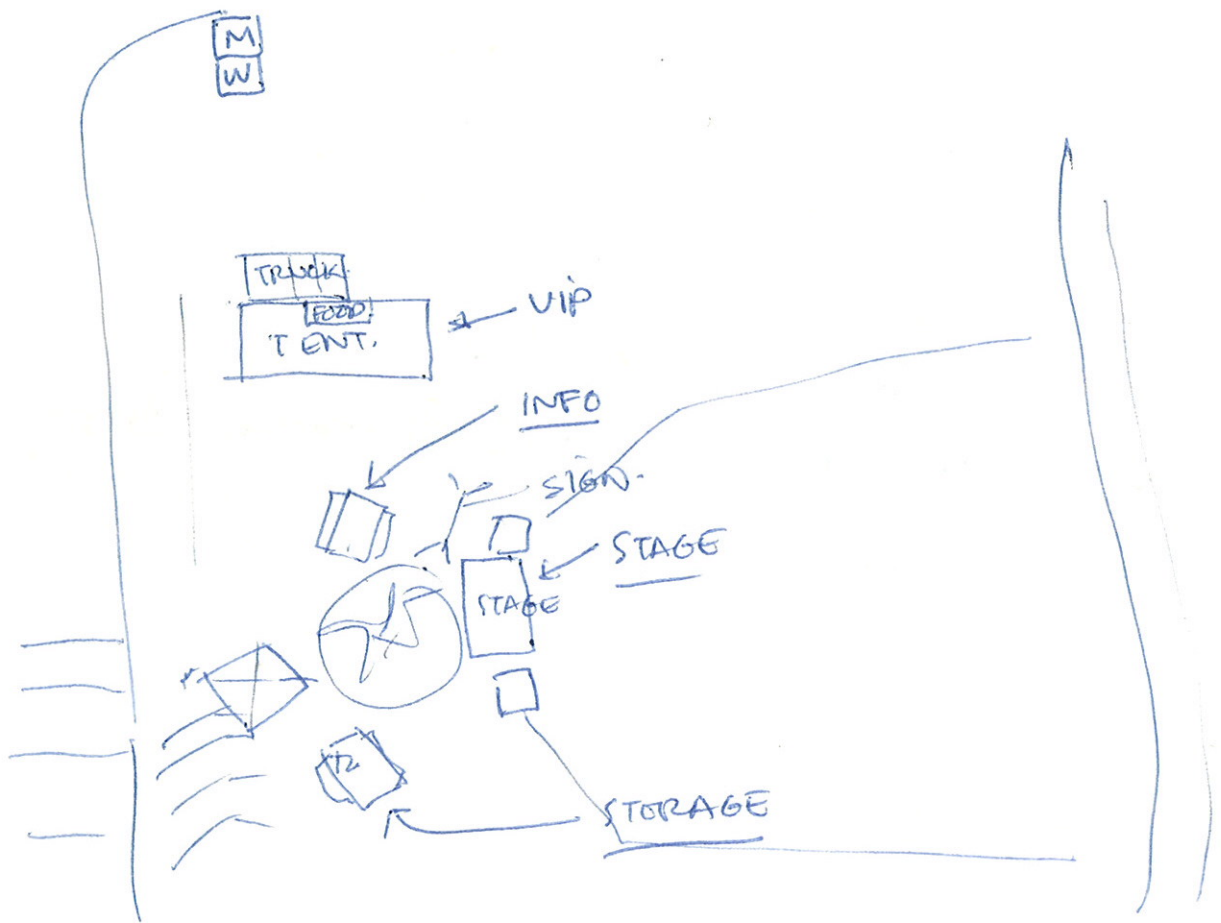 M
W
TRUCK
FOOD
TENT.
VIP
INFO
SIGN.
STAGE
STAGE
STORAGE